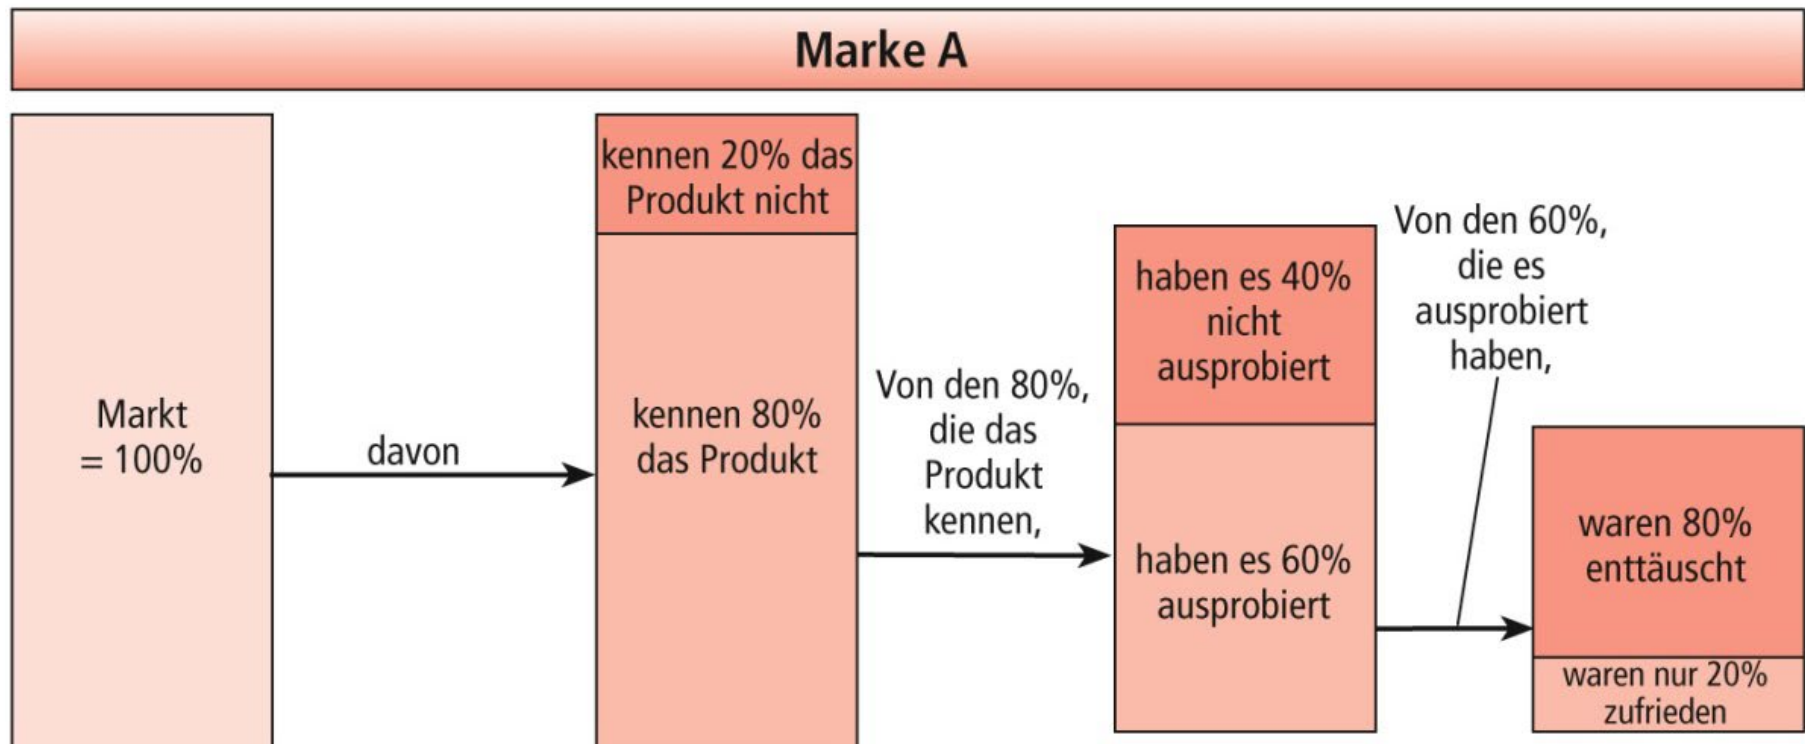 Marke A
Markt
= 100%
davon
kennen 20% das
Produkt nicht
kennen 80%
das Produkt
Von den 80%,
die das
Produkt
kennen,
haben es 40%
nicht
ausprobiert
haben es 60%
ausprobiert
Von den 60%,
die es
ausprobiert
haben,
waren 80%
enttäuscht
waren nur 20%
zufrieden